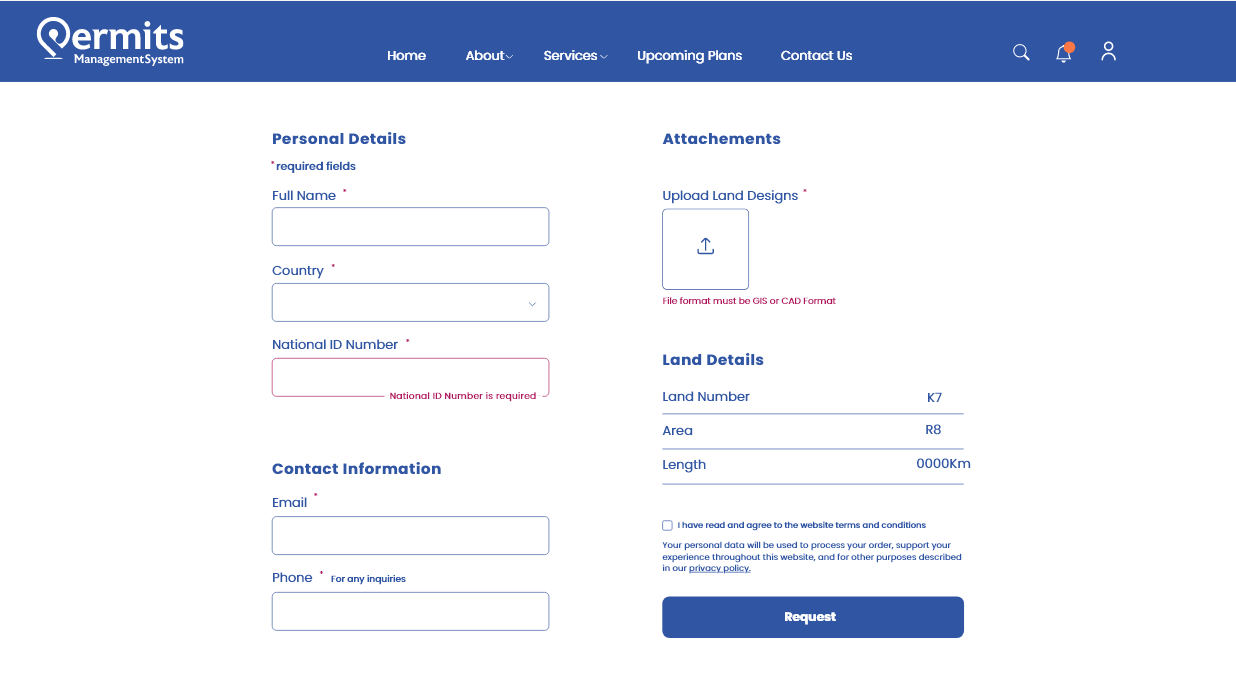 Permits
ManagementSystem
Home
About
Services
Upcoming Plans
Contact Us
Personal Details
* required fields
Full Name *
Country *
National ID Number *
National ID Number is required
Contact Information
Email *
Phone * For any inquiries
Attachements
Upload Land Designs *
File format must be GIS or CAD Format
Land Details
Land Number K7
Area R8
Length 0000Km
I have read and agree to the website terms and conditions
Your personal data will be used to process your order, support your
experience throughout this website, and for other purposes described
in our privacy policy.
Request